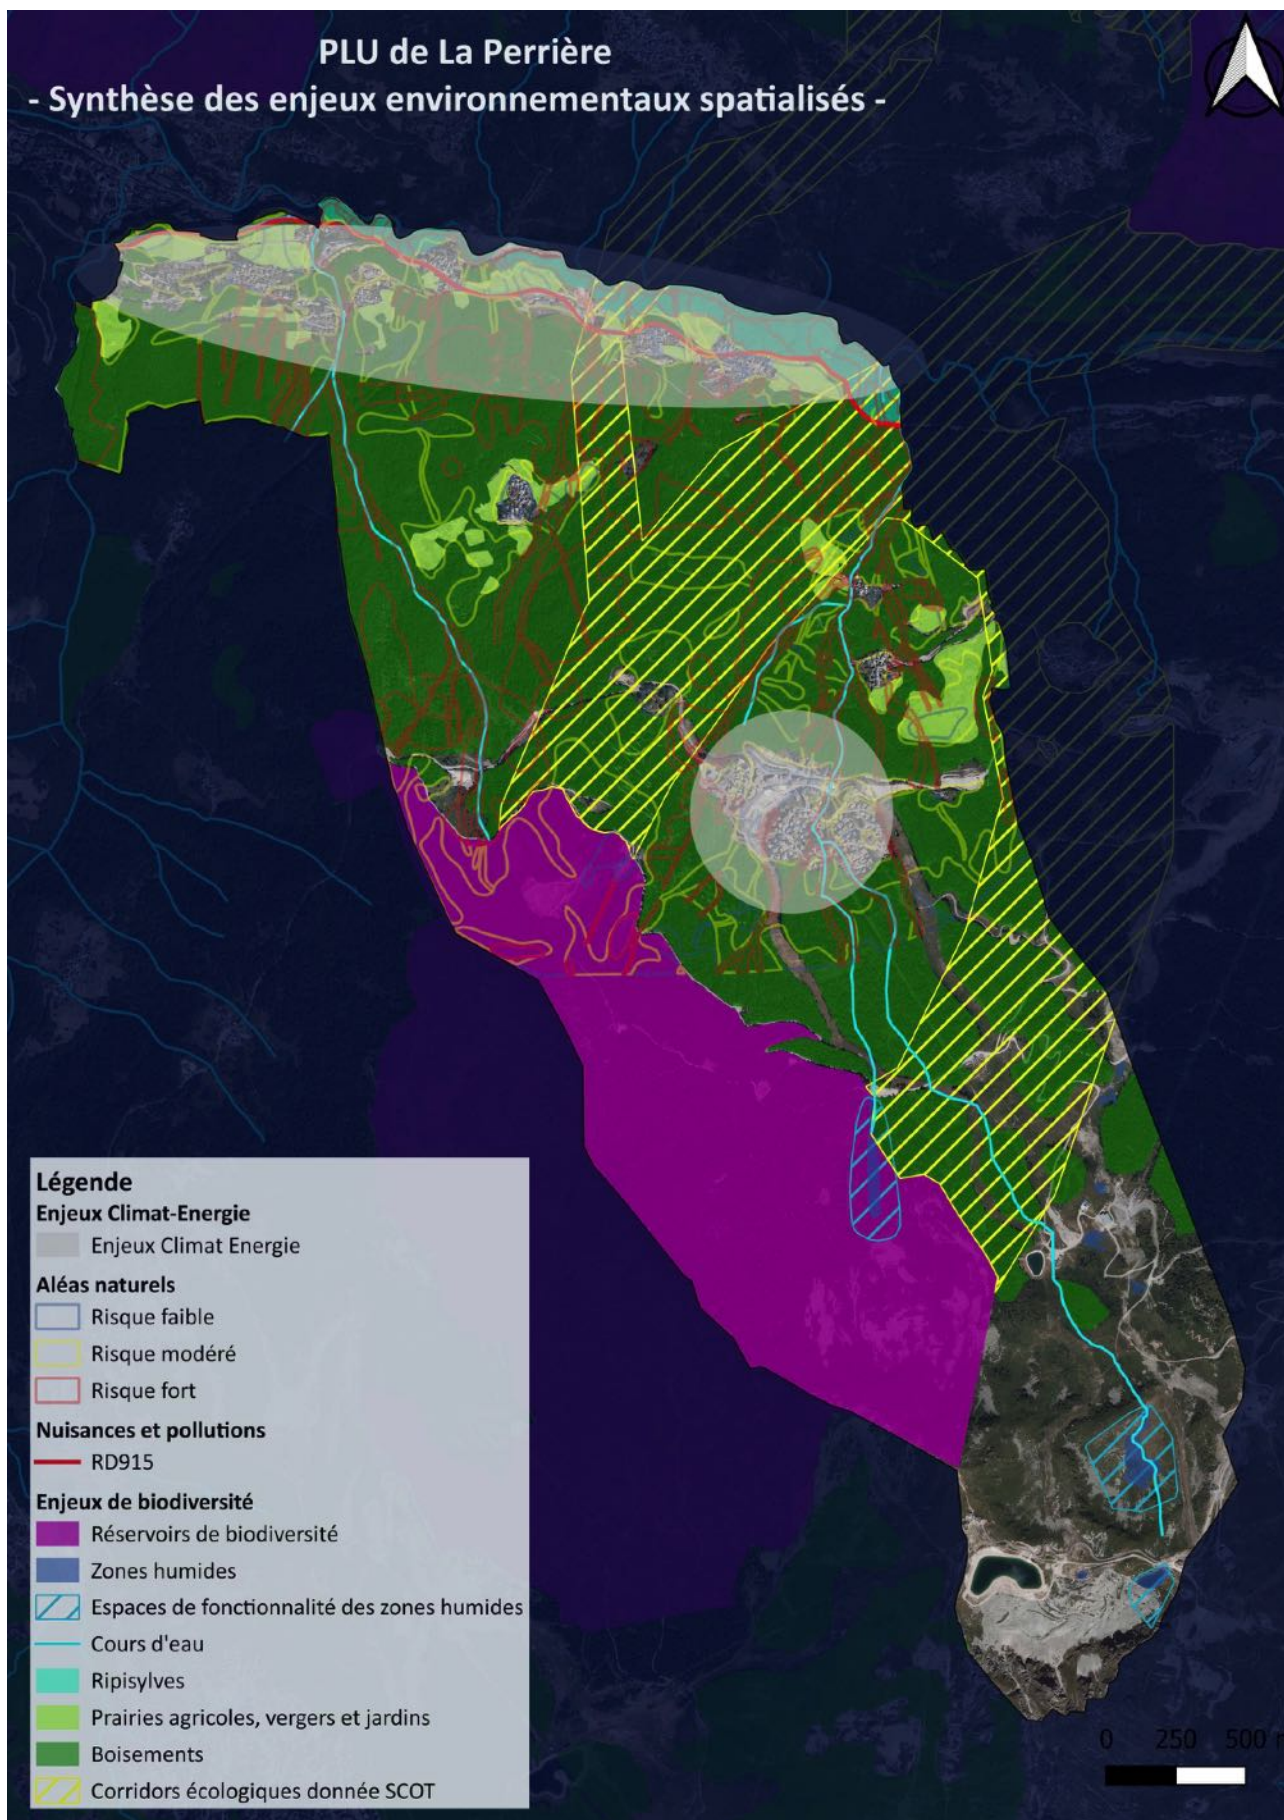 PLU de La Perrière
- Synthèse des enjeux environnementaux spatialisés -
Légende
Enjeux Climat-Energie
Enjeux Climat Energie
Aléas naturels
Risque faible
Risque modéré
Risque fort
Nuisances et pollutions
RD915
Enjeux de biodiversité
Réservoirs de biodiversité
Zones humides
Espaces de fonctionnalité des zones humides
Cours d'eau
Ripisylves
Prairies agricoles, vergers et jardins
Boisements
Corridors écologiques donnée SCOT
0 250 500